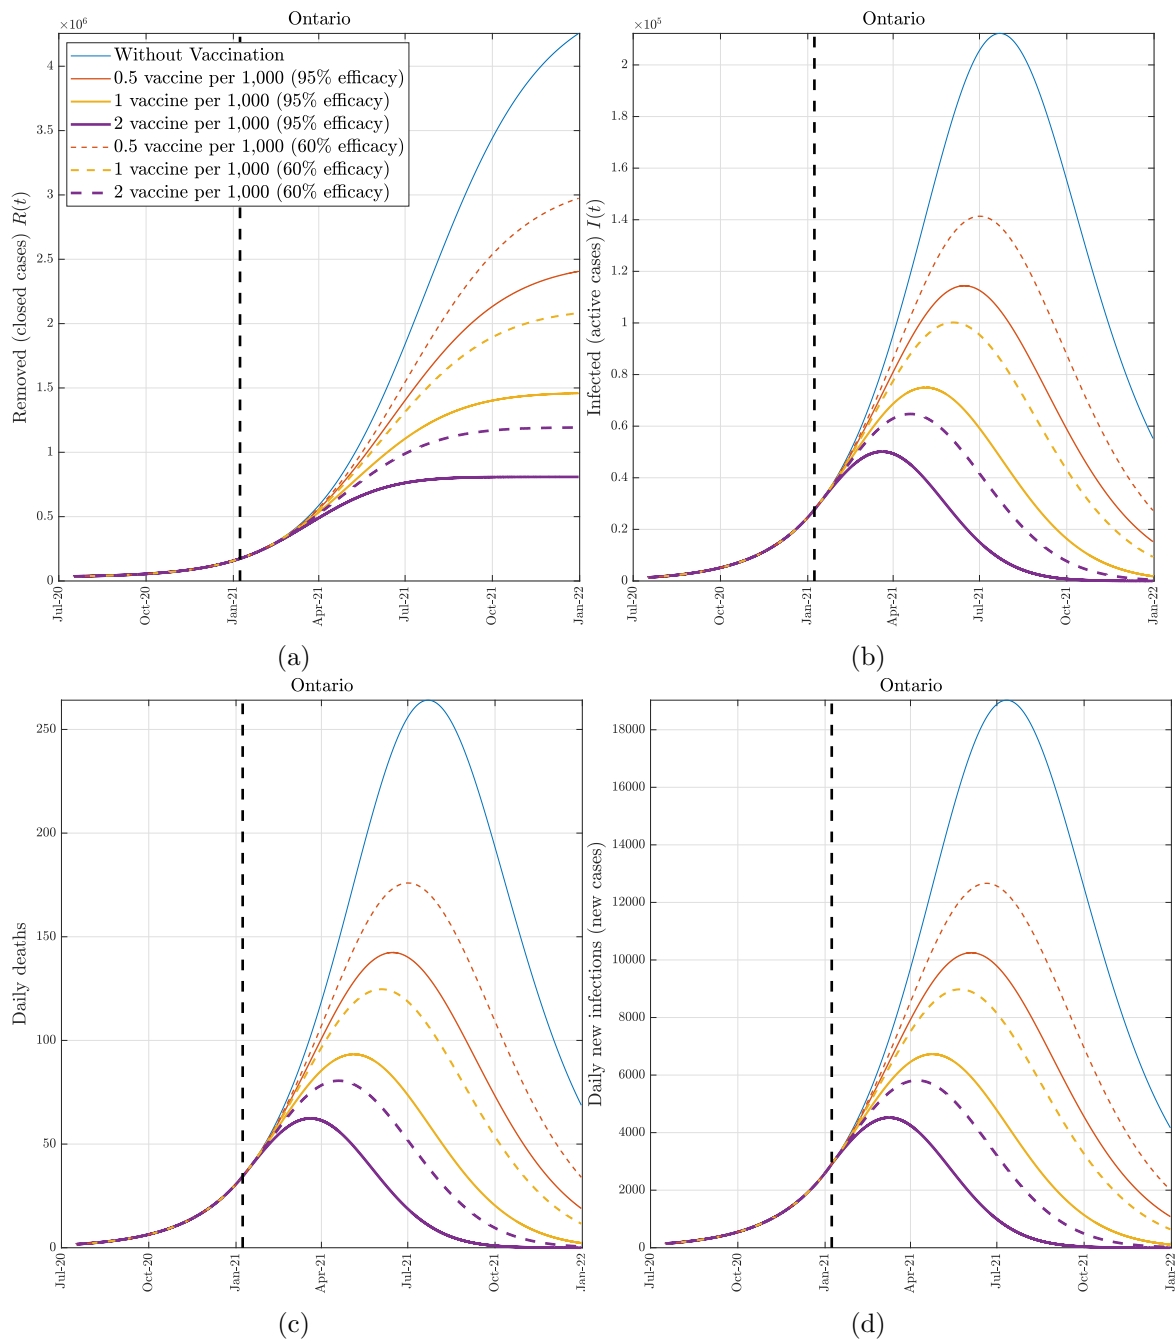 Ontario
×10⁶
Without Vaccination
0.5 vaccine per 1,000 (95% efficacy)
1 vaccine per 1,000 (95% efficacy)
2 vaccine per 1,000 (95% efficacy)
0.5 vaccine per 1,000 (60% efficacy)
1 vaccine per 1,000 (60% efficacy)
2 vaccine per 1,000 (60% efficacy)
Removed (closed cases) R(t)
4
3.5
3
2.5
2
1.5
1
0.5
0
Jul-20
Oct-20
Jan-21
Apr-21
Jul-21
Oct-21
Jan-22
(a)
Ontario
×10⁵
Infected (active cases) I(t)
2
1.8
1.6
1.4
1.2
1
0.8
0.6
0.4
0.2
0
Jul-20
Oct-20
Jan-21
Apr-21
Jul-21
Oct-21
Jan-22
(b)
Ontario
Daily deaths
250
200
150
100
50
0
Jul-20
Oct-20
Jan-21
Apr-21
Jul-21
Oct-21
Jan-22
(c)
Ontario
Daily new infections (new cases)
18000
16000
14000
12000
10000
8000
6000
4000
2000
0
Jul-20
Oct-20
Jan-21
Apr-21
Jul-21
Oct-21
Jan-22
(d)